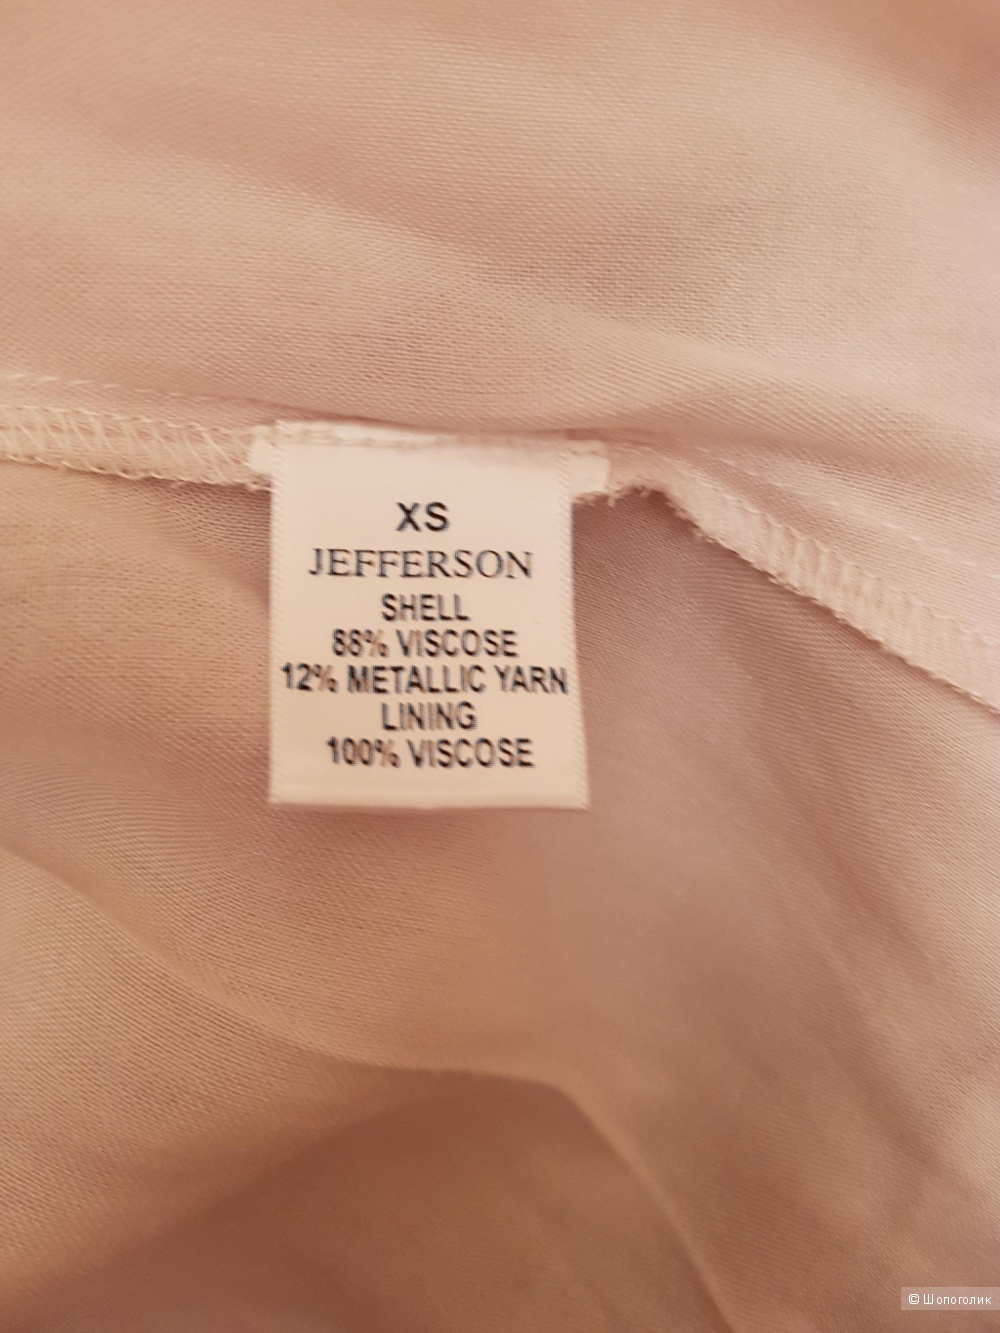 XS
JEFFERSON
SHELL
88% VISCOSE
12% METALLIC YARN
LINING
100% VISCOSE
© Шопоголик